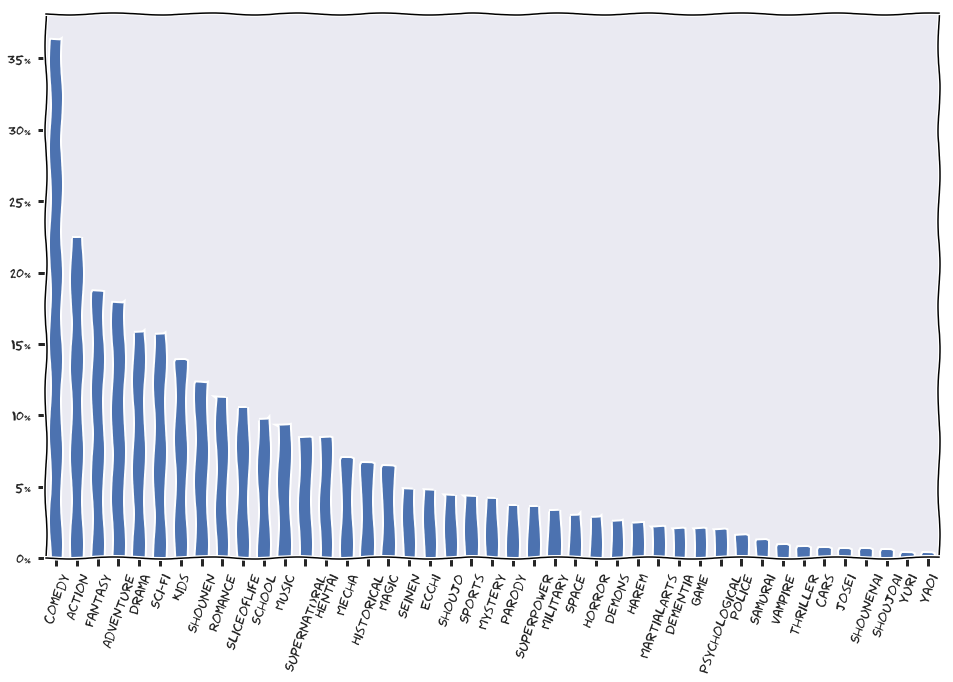 35%
30%
25%
20%
15%
10%
5%
0%
COMEDY
ACTION
FANTASY
ADVENTURE
DRAMA
SCI-FI
KIDS
SHOUNEN
ROMANCE
SLICEOFLIFE
SCHOOL
MUSIC
SUPERNATURAL
HENTAI
MECHA
HISTORICAL
MAGIC
SEINEN
ECCHI
SHOUJO
SPORTS
MYSTERY
PARODY
SUPERPOWER
MILITARY
SPACE
HORROR
DEMONS
HAREM
MARTIALARTS
DEMENTIA
GAME
PSYCHOLOGICAL
POLICE
SAMURAI
VAMPIRE
THRILLER
CARS
JOSEI
SHOUNENAI
SHOUJOAI
YURI
YAOI